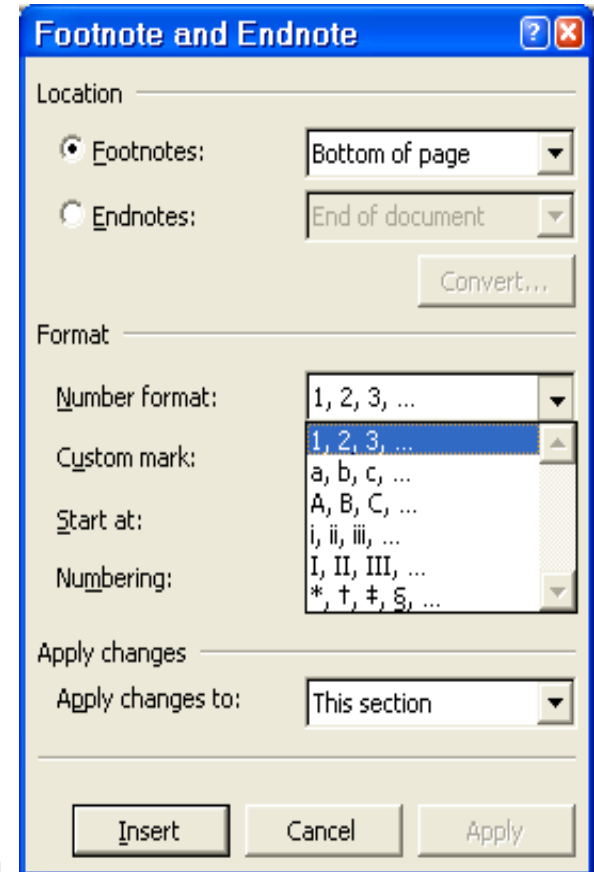 Footnote and Endnote
Location
Footnotes: Bottom of page
Endnotes: End of document
Convert...
Format
Number format: 1, 2, 3, ...
1, 2, 3, ...
Custom mark:
a, b, c, ...
A, B, C, ...
Start at:
i, ii, iii, ...
I, II, III, ...
Numbering:
*, †, ‡, §, ...
Apply changes
Apply changes to: This section
Insert Cancel Apply